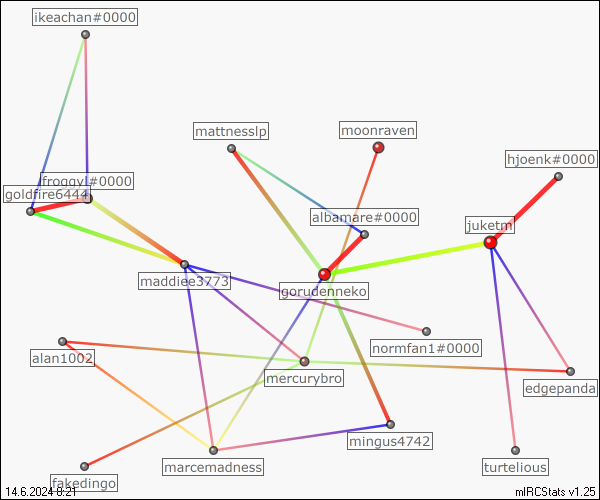 ikeachan#0000
mattnesslp
moonraven
hjoenk#0000
froggyl#0000
goldfire6444
albamare#0000
juketm
maddiee3773
gorudenneko
normfan1#0000
alan1002
mercurybro
edgepanda
mingus4742
marcemadness
turtelious
fakedingo
14.6.2024 8:21
mIRCStats v1.25